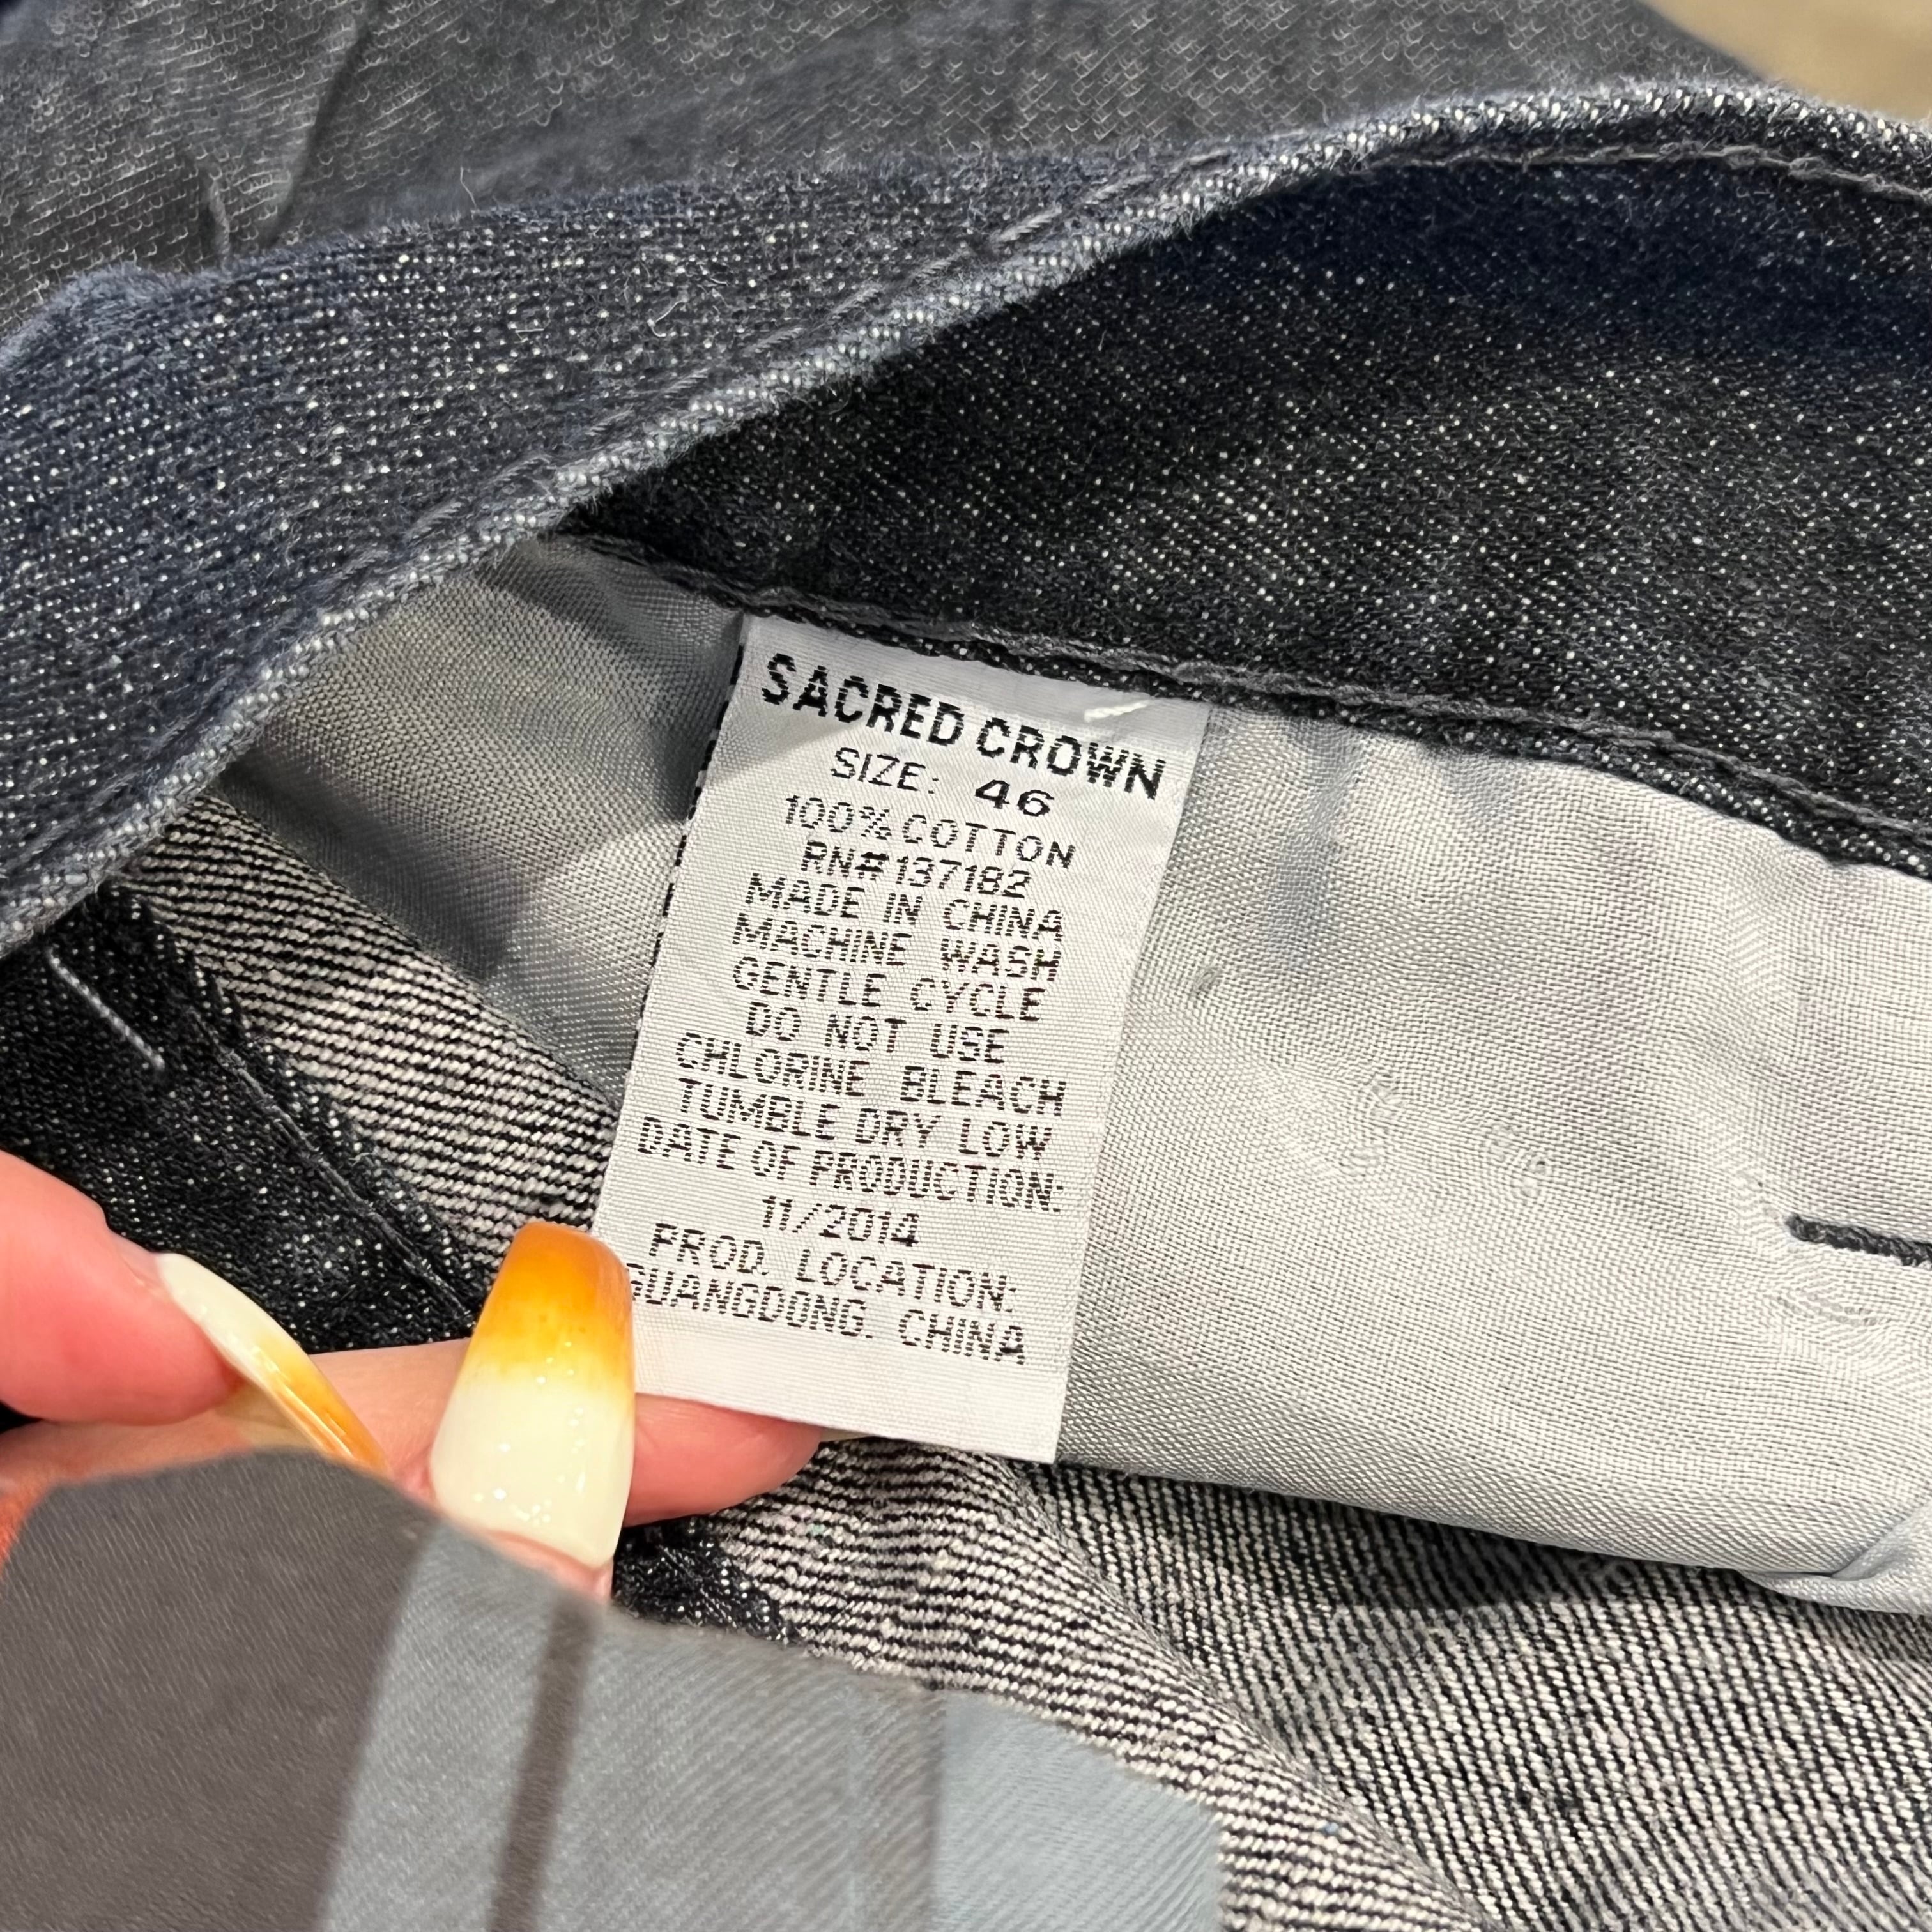 SACRED CROWN
SIZE: 46
100% COTTON
RN# 137182
MADE IN CHINA
MACHINE WASH
GENTLE CYCLE
DO NOT USE
CHLORINE BLEACH
TUMBLE DRY LOW
DATE OF PRODUCTION:
11/2014
PROD. LOCATION:
GUANGDONG. CHINA